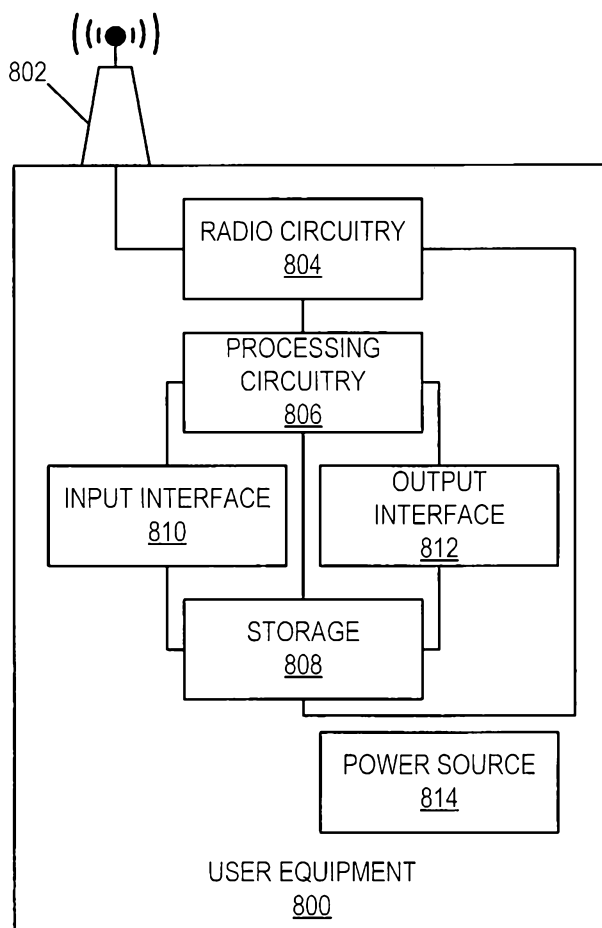 802
RADIO CIRCUITRY
804
PROCESSING
CIRCUITRY
806
INPUT INTERFACE
810
OUTPUT
INTERFACE
812
STORAGE
808
POWER SOURCE
814
USER EQUIPMENT
800